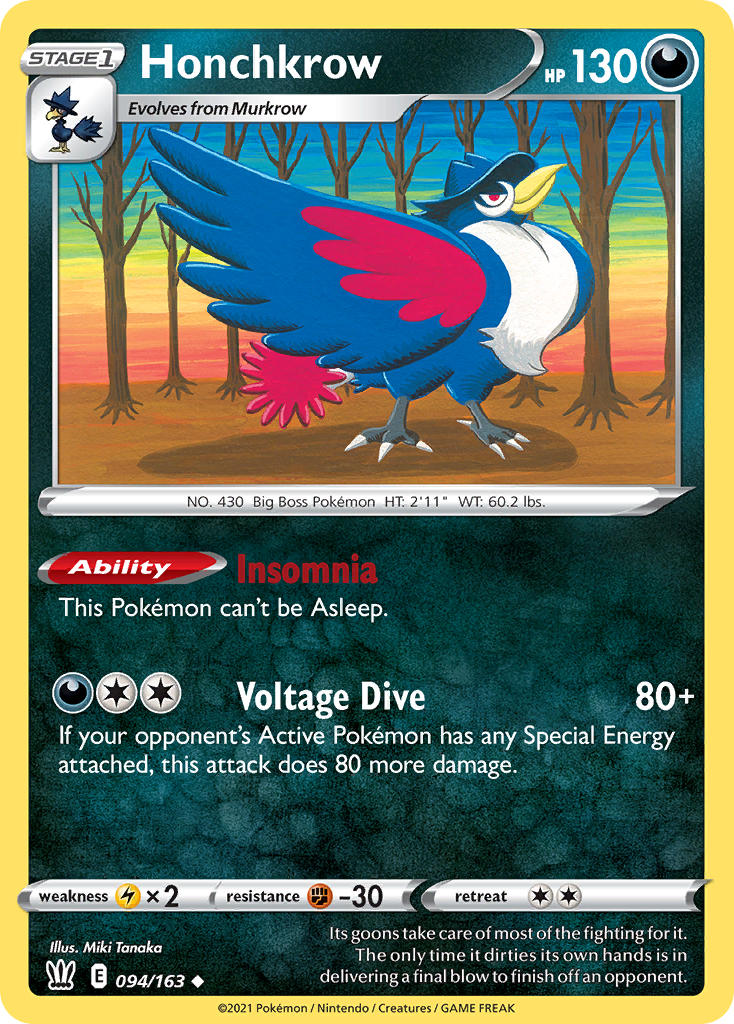 STAGE 1 Honchkrow HP 130
Evolves from Murkrow
NO. 430 Big Boss Pokémon HT: 2'11" WT: 60.2 lbs.
Ability Insomnia
This Pokémon can't be Asleep.
Voltage Dive 80+
If your opponent's Active Pokémon has any Special Energy
attached, this attack does 80 more damage.
weakness ×2 resistance -30 retreat
Illus. Miki Tanaka
E 094/163
Its goons take care of most of the fighting for it.
The only time it dirties its own hands is in
delivering a final blow to finish off an opponent.
©2021 Pokémon / Nintendo / Creatures / GAME FREAK